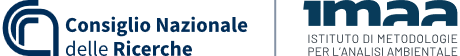 Consiglio Nazionale
delle Ricerche
imaa
ISTITUTO DI METODOLOGIE
PER L'ANALISI AMBIENTALE